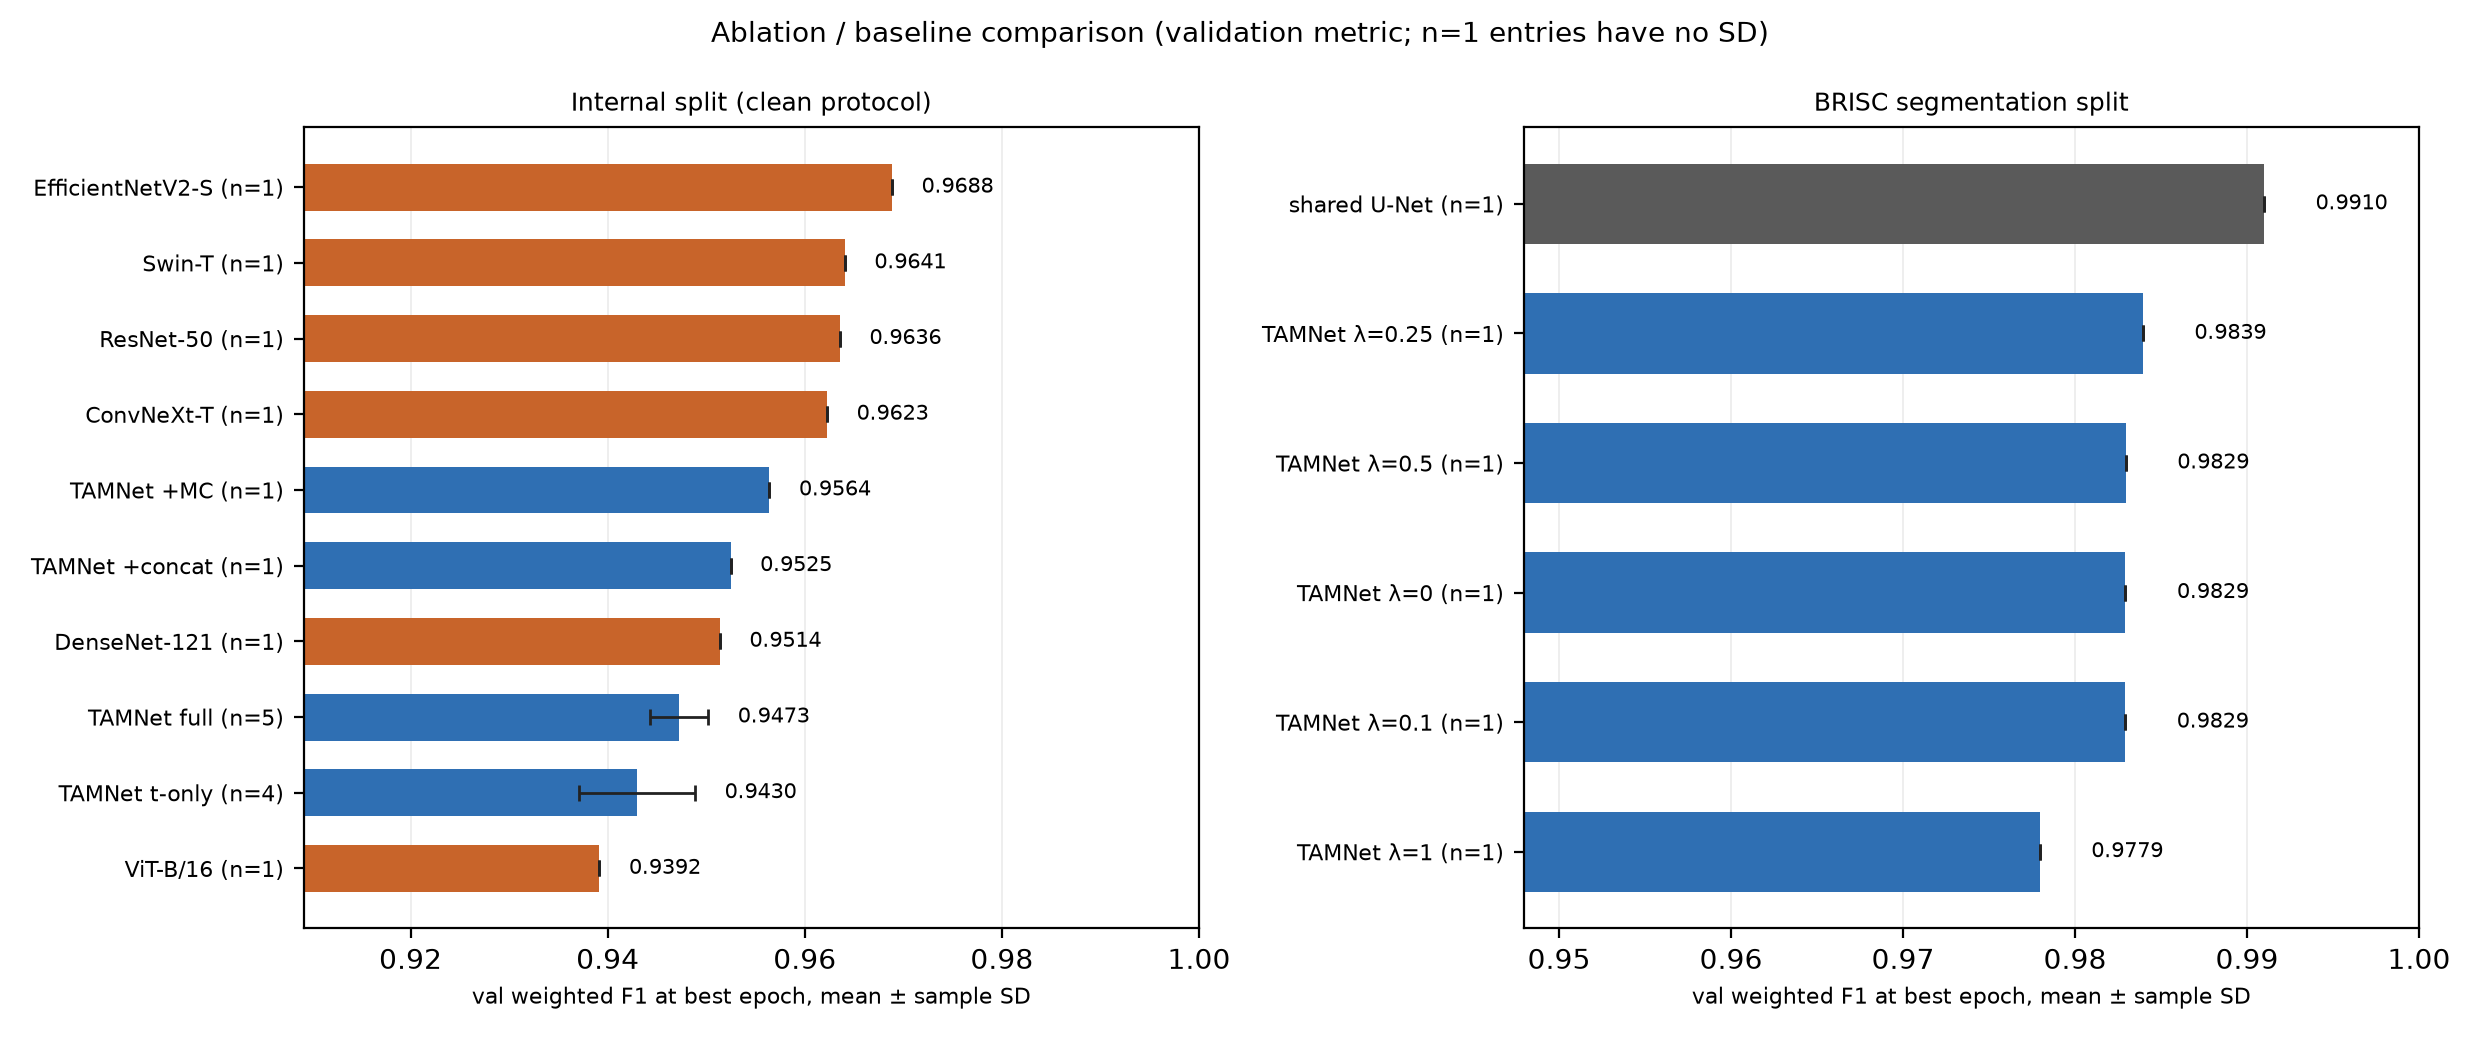 Ablation / baseline comparison (validation metric; n=1 entries have no SD)
Internal split (clean protocol)
EfficientNetV2-S (n=1)
0.9688
Swin-T (n=1)
0.9641
ResNet-50 (n=1)
0.9636
ConvNeXt-T (n=1)
0.9623
TAMNet +MC (n=1)
0.9564
TAMNet +concat (n=1)
0.9525
DenseNet-121 (n=1)
0.9514
TAMNet full (n=5)
0.9473
TAMNet t-only (n=4)
0.9430
ViT-B/16 (n=1)
0.9392
0.92 0.94 0.96 0.98 1.00
val weighted F1 at best epoch, mean ± sample SD
BRISC segmentation split
shared U-Net (n=1)
0.9910
TAMNet λ=0.25 (n=1)
0.9839
TAMNet λ=0.5 (n=1)
0.9829
TAMNet λ=0 (n=1)
0.9829
TAMNet λ=0.1 (n=1)
0.9829
TAMNet λ=1 (n=1)
0.9779
0.95 0.96 0.97 0.98 0.99 1.00
val weighted F1 at best epoch, mean ± sample SD